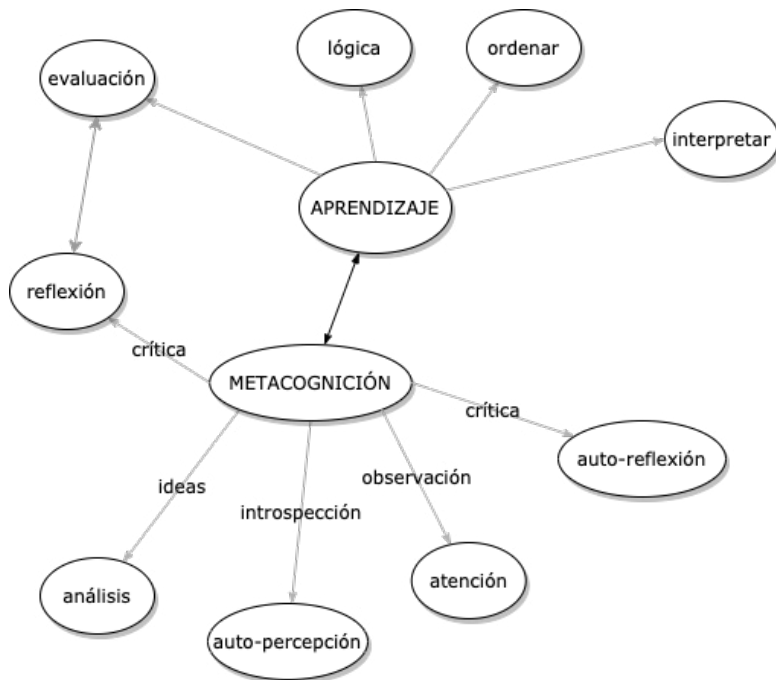 lógica
ordenar
evaluación
interpretar
APRENDIZAJE
reflexión
crítica
METACOGNICIÓN
crítica
auto-reflexión
ideas
observación
introspección
análisis
atención
auto-percepción